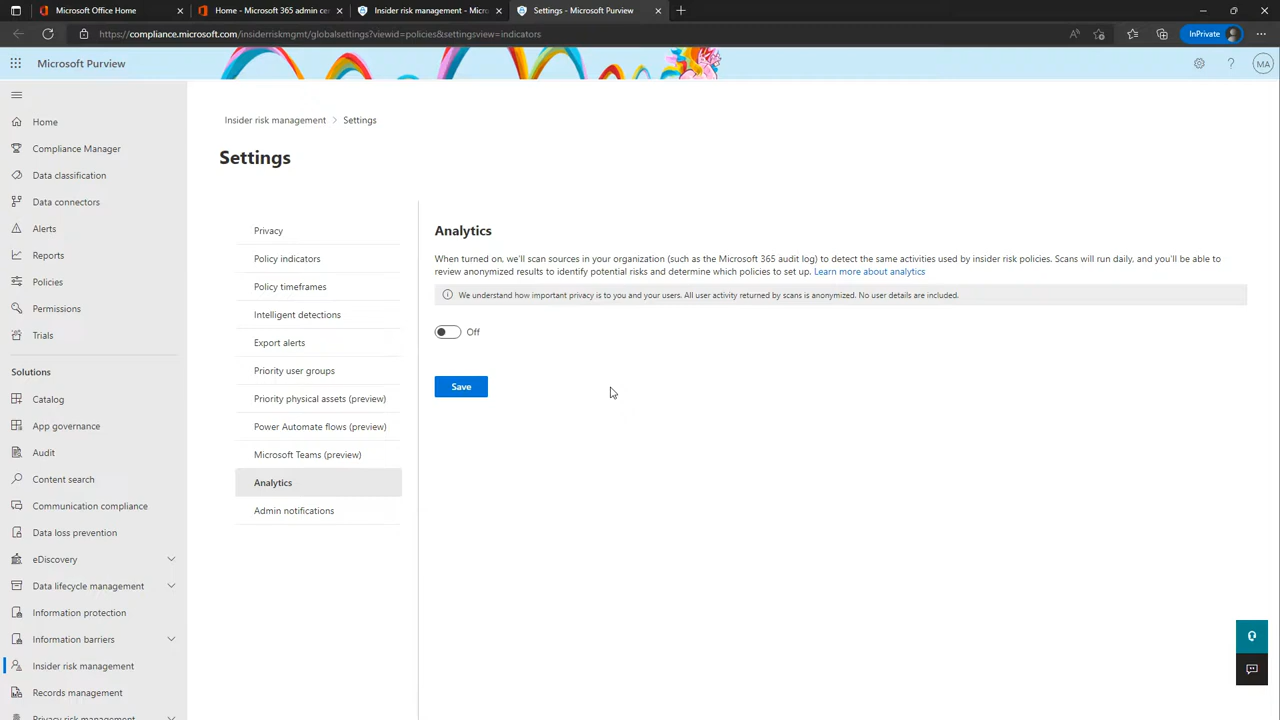 Microsoft Office Home
Home - Microsoft 365 admin cen
Insider risk management - Micros
Settings - Microsoft Purview
https://compliance.microsoft.com/insiderriskmgmt/globalsettings?viewid=policies&settingsview=indicators
InPrivate
Microsoft Purview
MA
Insider risk management > Settings
Settings
Home
Compliance Manager
Data classification
Data connectors
Alerts
Reports
Policies
Permissions
Trials
Solutions
Catalog
App governance
Audit
Content search
Communication compliance
Data loss prevention
eDiscovery
Data lifecycle management
Information protection
Information barriers
Insider risk management
Records management
Privacy risk management
Privacy
Policy indicators
Policy timeframes
Intelligent detections
Export alerts
Priority user groups
Priority physical assets (preview)
Power Automate flows (preview)
Microsoft Teams (preview)
Analytics
Admin notifications
Analytics
When turned on, we'll scan sources in your organization (such as the Microsoft 365 audit log) to detect the same activities used by insider risk policies. Scans will run daily, and you'll be able to
review anonymized results to identify potential risks and determine which policies to set up. Learn more about analytics
We understand how important privacy is to you and your users. All user activity returned by scans is anonymized. No user details are included.
Off
Save